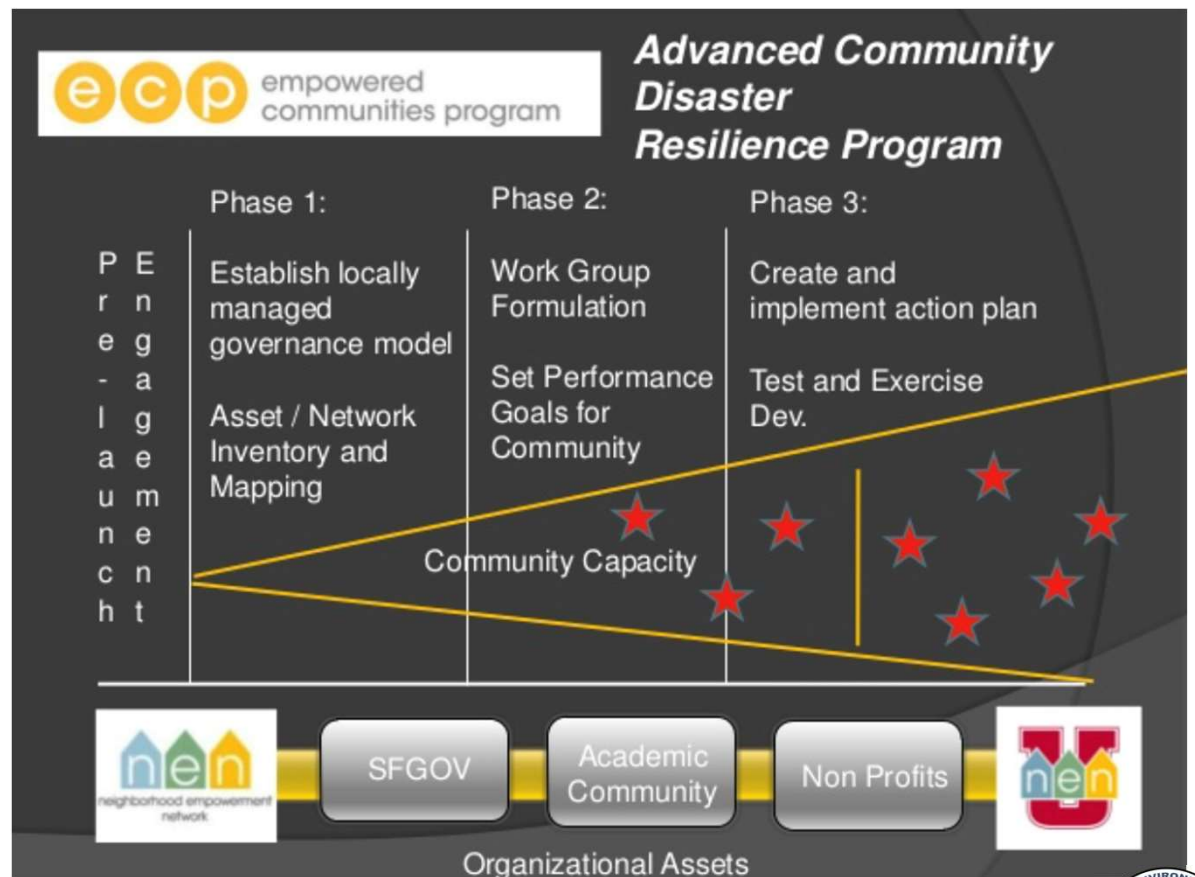 ecp empowered
communities program
Advanced Community
Disaster
Resilience Program
Phase 1:
Phase 2:
Phase 3:
Pre-launch
Engagement
Establish locally
managed
governance model
Asset / Network
Inventory and
Mapping
Work Group
Formulation
Set Performance
Goals for
Community
Create and
implement action plan
Test and Exercise
Dev.
Community Capacity
nen
neighborhood empowerment
network
SFGOV
Academic
Community
Non Profits
U
nen
Organizational Assets